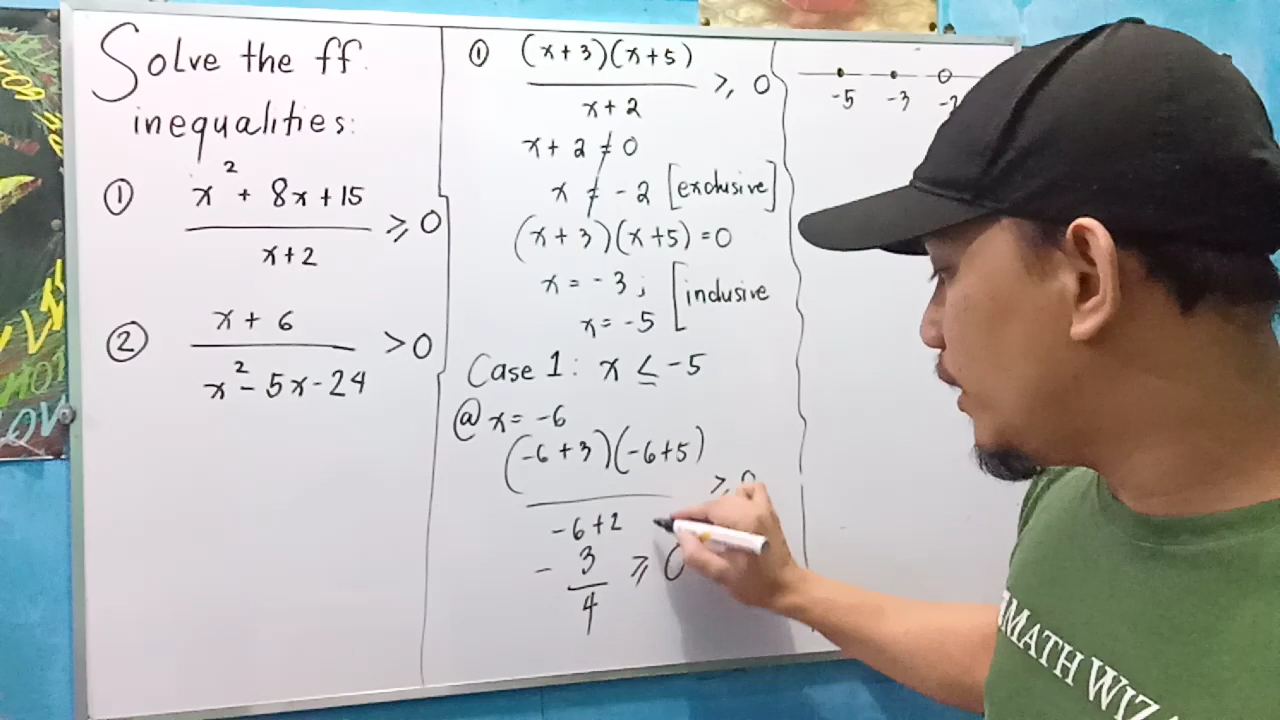 Solve the ff.
inequalities:
① x² + 8x + 15
x + 2
≥ 0
② x + 6
x² - 5x - 24
> 0
① (x + 3)(x + 5)
x + 2
≥ 0
x + 2 ≠ 0
x ≠ - 2 [exclusive]
(x + 3)(x + 5) = 0
x = - 3 ; [inclusive
x = - 5
Case 1: x ≤ - 5
@ x = - 6
(-6 + 3)(-6 + 5)
-6 + 2
≥ 0
- 3
4
≥ 0
-5 -3 -2
MATH WIZ